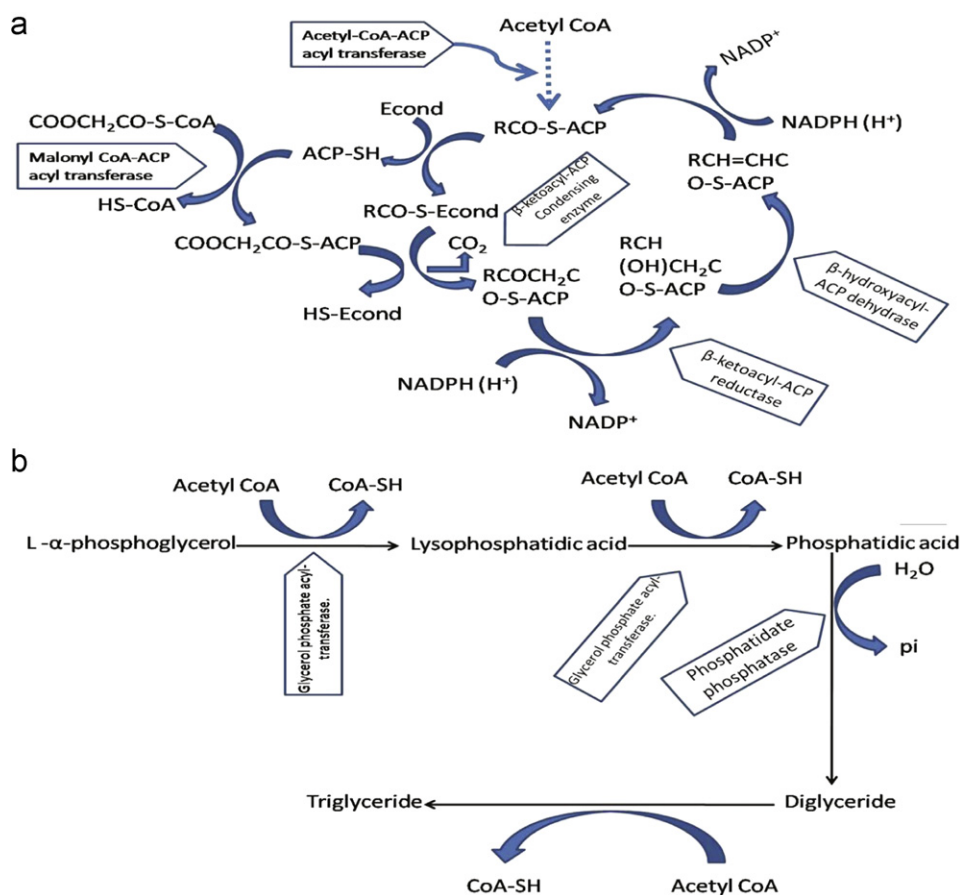 a
Acetyl-CoA-ACP
acyl transferase
Acetyl CoA
NADP+
COOCH₂CO-S-CoA
Econd
RCO-S-ACP
NADPH (H⁺)
Malonyl CoA-ACP
acyl transferase
ACP-SH
RCH=CHC
O-S-ACP
HS-CoA
RCO-S-Econd
β-ketoacyl-ACP
Condensing
enzyme
COOCH₂CO-S-ACP
CO₂
RCOCH₂C
O-S-ACP
RCH
(OH)CH₂C
O-S-ACP
β-hydroxyacyl-
ACP dehydrase
HS-Econd
NADPH (H⁺)
NADP⁺
β-ketoacyl-ACP
reductase
b
Acetyl CoA
CoA-SH
Acetyl CoA
CoA-SH
L -α-phosphoglycerol
Lysophosphatidic acid
Phosphatidic acid
H₂O
Glycerol phosphate acyl-
transferase.
Glycerol phosphate acyl-
transferase.
Phosphatidate
phosphatase
pi
Triglyceride
Diglyceride
CoA-SH
Acetyl CoA